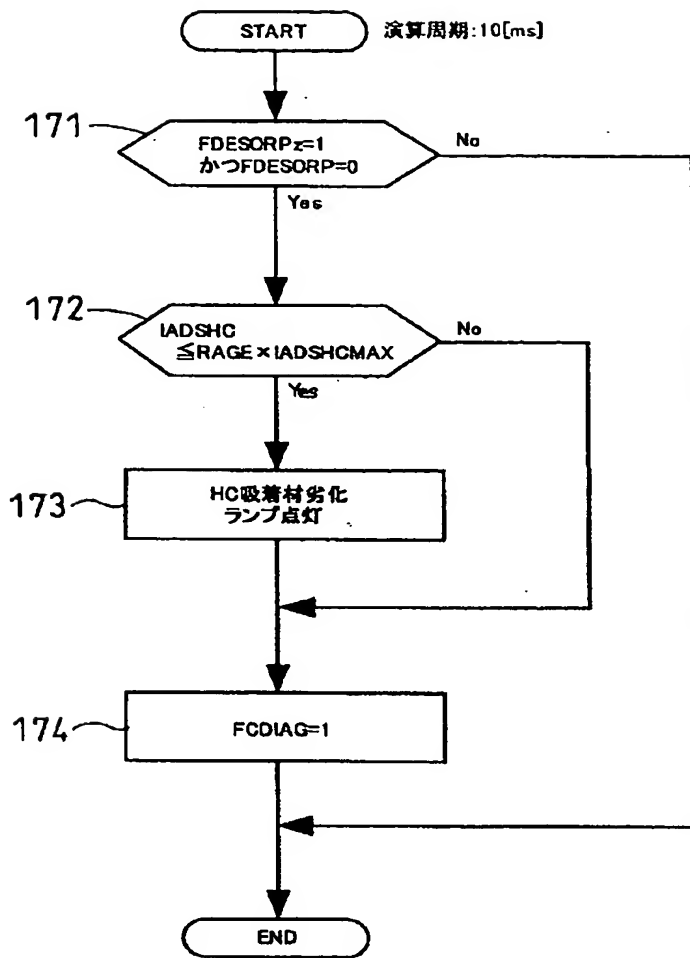 START
演算周期:10[ms]
171
FDESORPz=1
かつFDESORP=0
No
Yes
172
IADSHC
≦RAGE×IADSHCMAX
No
Yes
173
HC吸着材劣化
ランプ点灯
174
FCDIAG=1
END